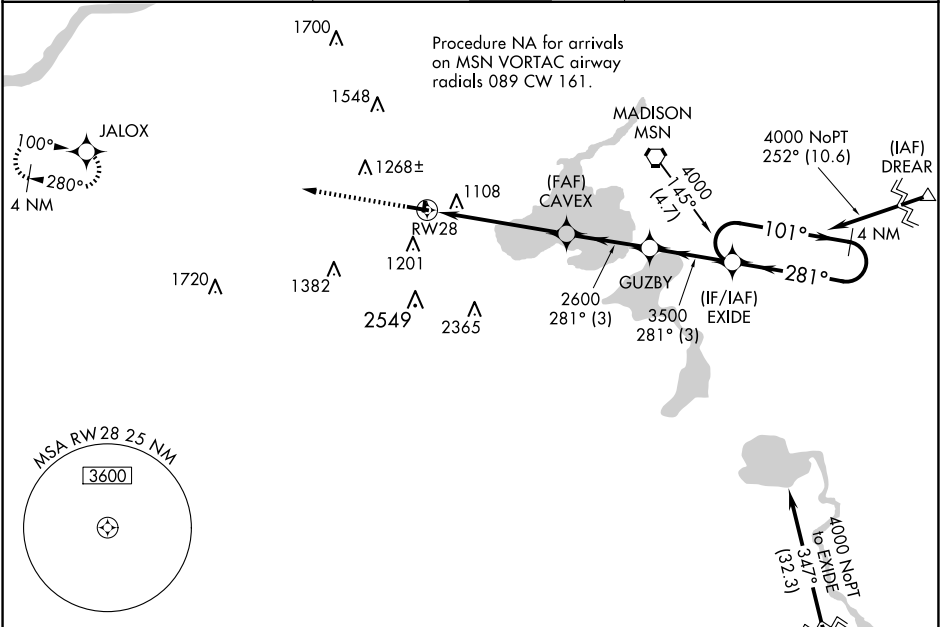 1700
Procedure NA for arrivals
on MSN VORTAC airway
radials 089 CW 161.
1548
MADISON
MSN
JALOX
100°
280°
4 NM
1268±
4000 NoPT
252° (10.6)
(IAF)
DREAR
4000
145°
(4.7)
(FAF)
CAVEX
1108
RW28
101°
4 NM
281°
1201
GUZBY
(IF/IAF)
EXIDE
1720
1382
2600
281° (3)
3500
281° (3)
2549
2365
MSA RW28 25 NM
3600
4000 NoPT
to EXIDE
347°
(32.3)